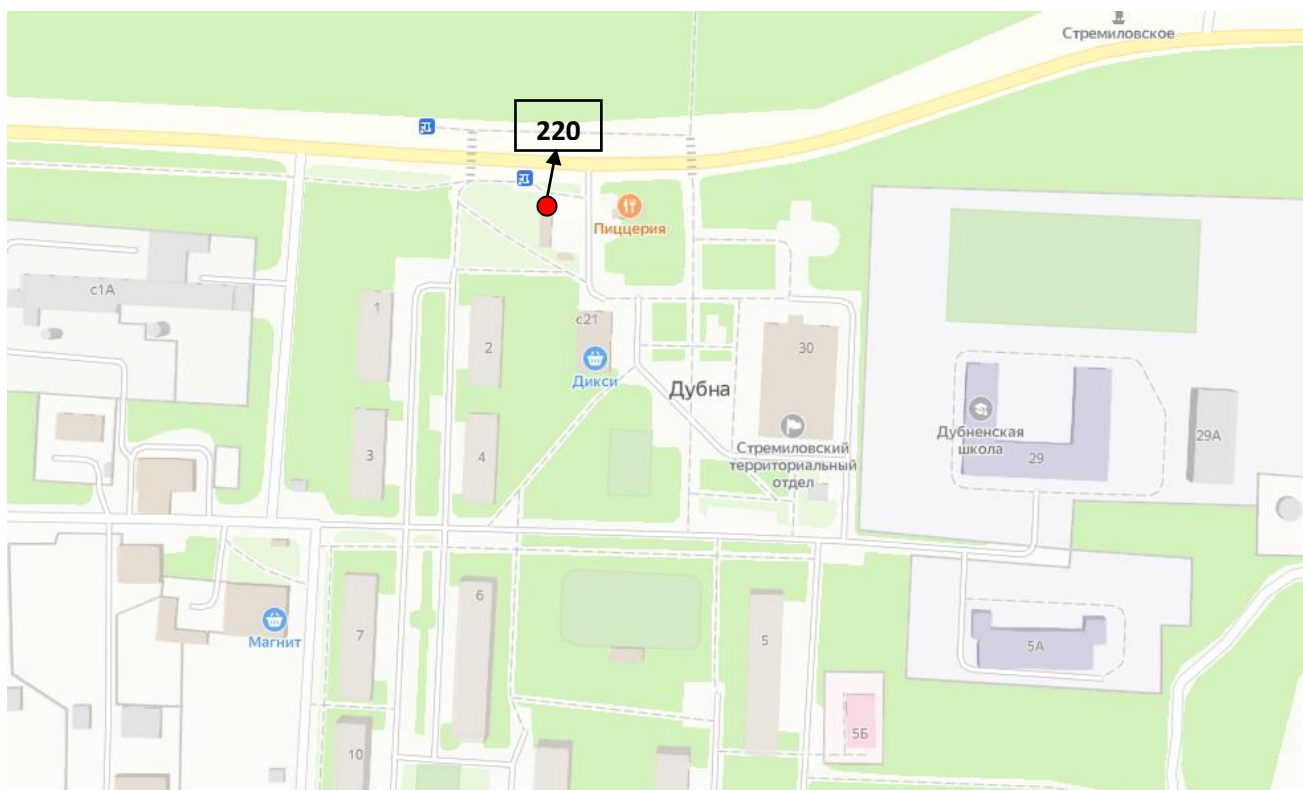 Стремиловское
220
Пиццерия
с1А
1
2
с21
Дикси
30
Дубна
3
4
Стремиловский
территориальный
отдел
Дубненская
школа
29
29А
6
7
Магнит
5
5А
5Б
10